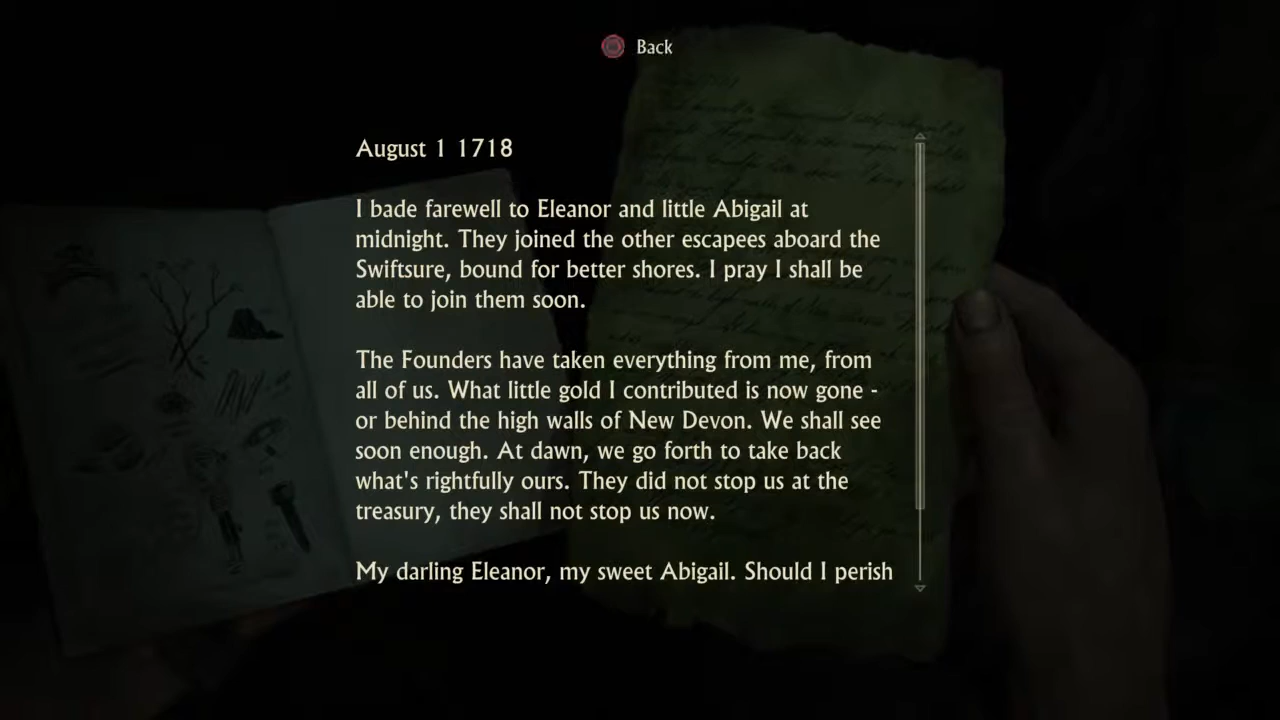 Back
August 1 1718
I bade farewell to Eleanor and little Abigail at
midnight. They joined the other escapees aboard the
Swiftsure, bound for better shores. I pray I shall be
able to join them soon.
The Founders have taken everything from me, from
all of us. What little gold I contributed is now gone -
or behind the high walls of New Devon. We shall see
soon enough. At dawn, we go forth to take back
what's rightfully ours. They did not stop us at the
treasury, they shall not stop us now.
My darling Eleanor, my sweet Abigail. Should I perish